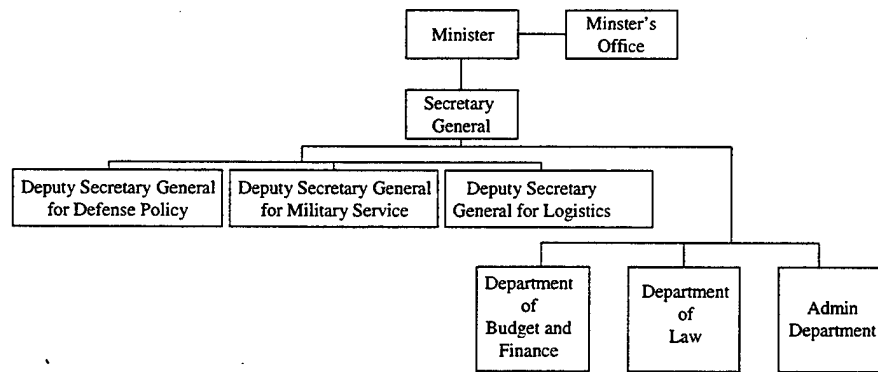 Minister
Minster's
Office
Secretary
General
Deputy Secretary General
for Defense Policy
Deputy Secretary General
for Military Service
Deputy Secretary
General for Logistics
Department
of
Budget and
Finance
Department
of
Law
Admin
Department